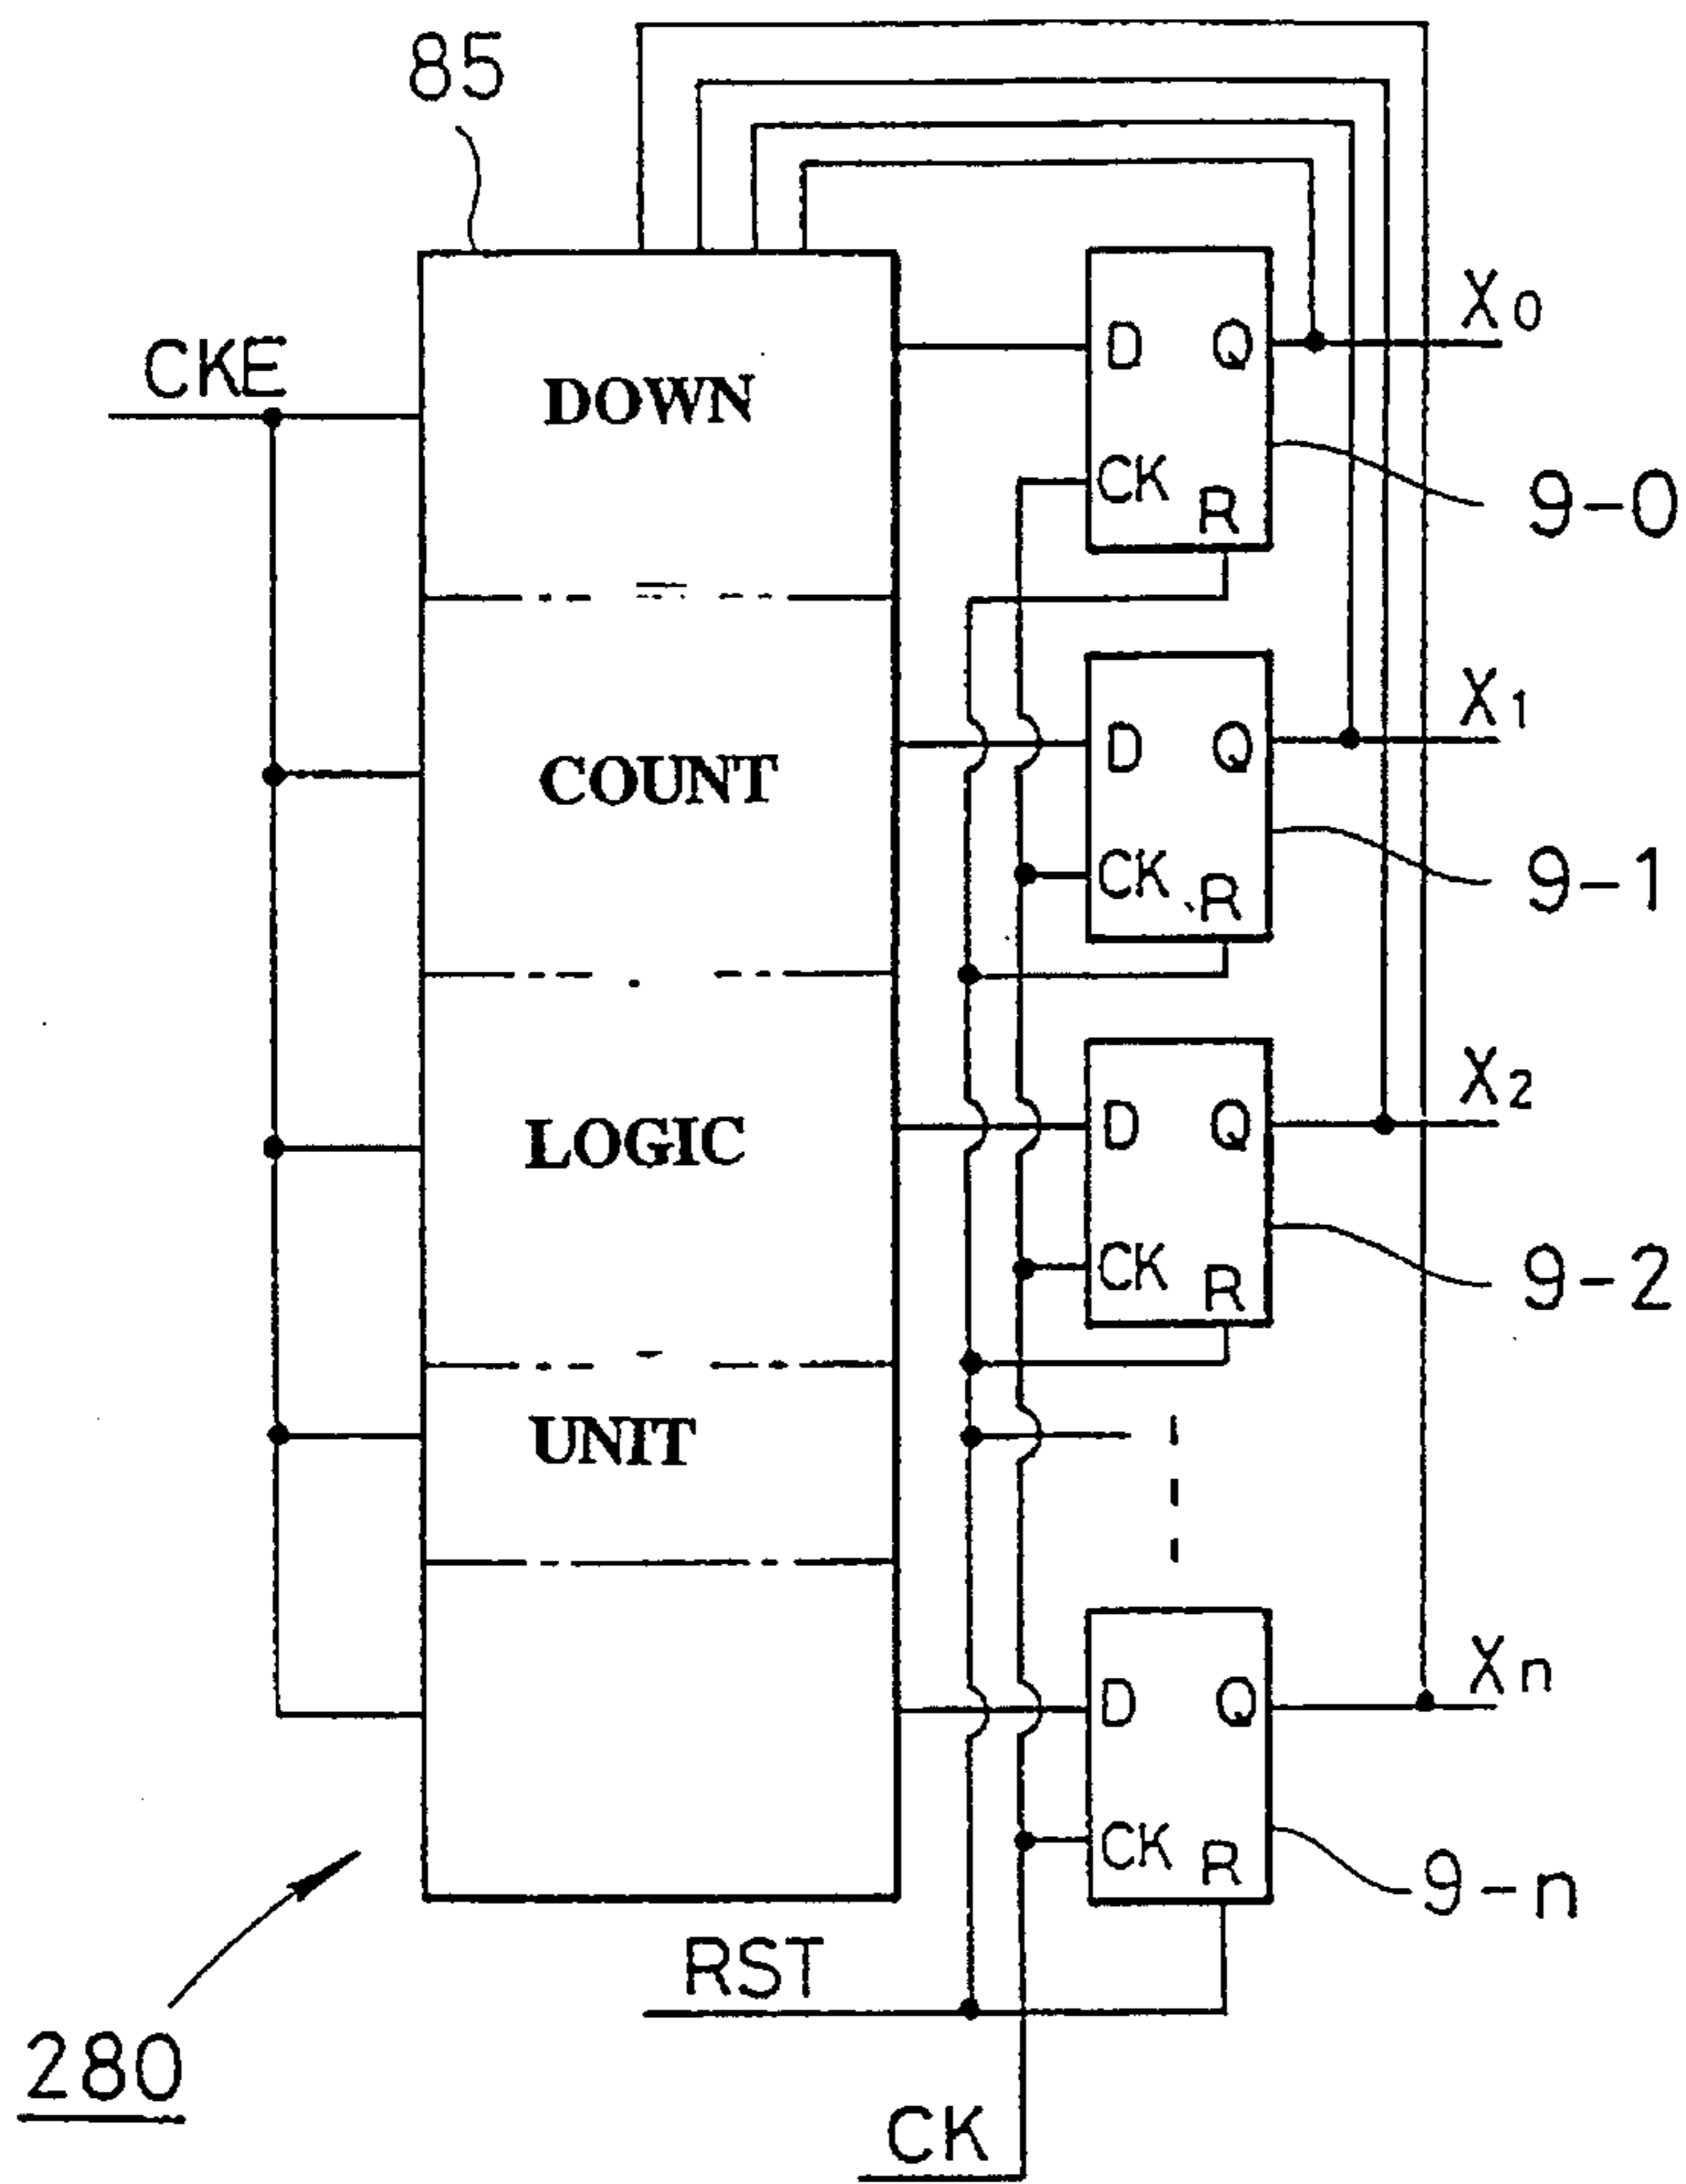 85
CKE
DOWN
COUNT
LOGIC
UNIT
D Q
CK R
X0
9-0
D Q
CK R
X1
9-1
D Q
CK R
X2
9-2
D Q
CK R
Xn
9-n
RST
CK
280